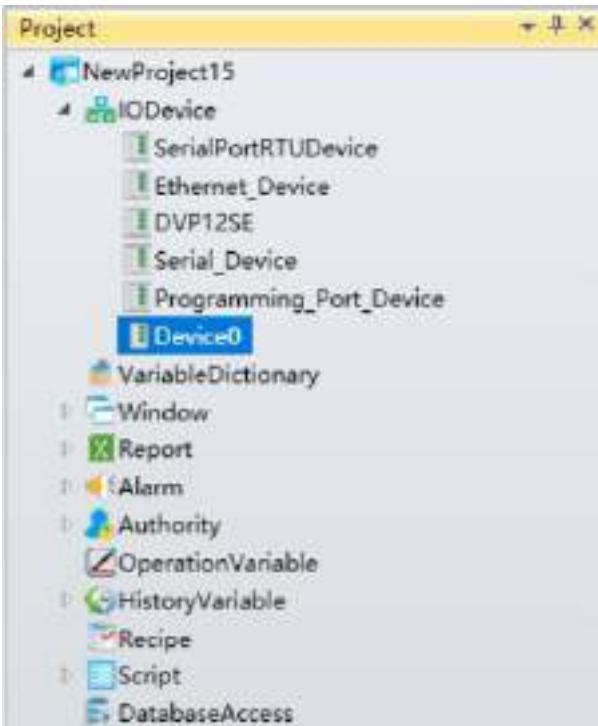 Project
NewProject15
IODevice
SerialPortRTUDevice
Ethernet_Device
DVP12SE
Serial_Device
Programming_Port_Device
Device0
VariableDictionary
Window
Report
Alarm
Authority
OperationVariable
HistoryVariable
Recipe
Script
DatabaseAccess